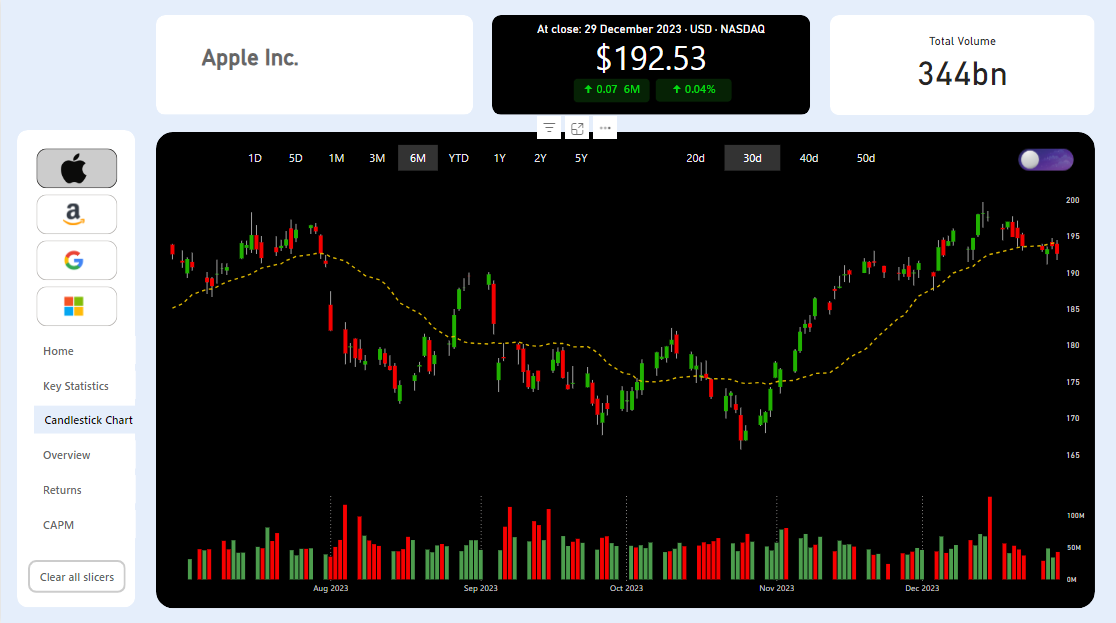 Apple Inc.
At close: 29 December 2023 · USD · NASDAQ
$192.53
↑ 0.07 6M ↑ 0.04%
Total Volume
344bn
1D 5D 1M 3M 6M YTD 1Y 2Y 5Y 20d 30d 40d 50d
a
G
Home
Key Statistics
Candlestick Chart
Overview
Returns
CAPM
Clear all slicers
200
195
190
185
180
175
170
165
100M
50M
0M
Aug 2023 Sep 2023 Oct 2023 Nov 2023 Dec 2023